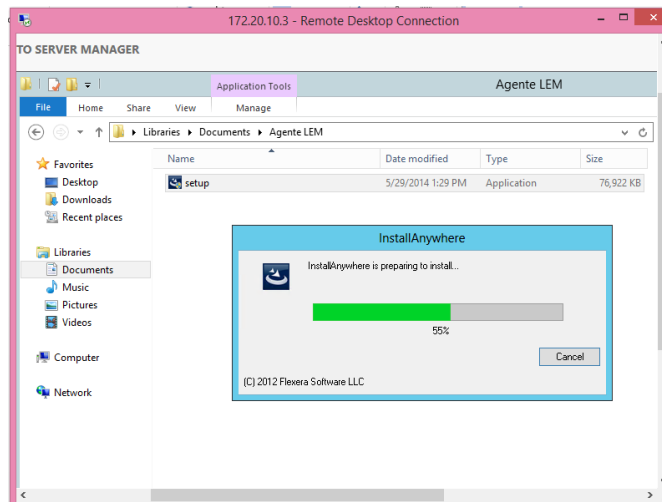 172.20.10.3 - Remote Desktop Connection
TO SERVER MANAGER
Application Tools
Agente LEM
File Home Share View Manage
Libraries Documents Agente LEM
Name Date modified Type Size
setup 5/29/2014 1:29 PM Application 76,922 KB
Favorites
Desktop
Downloads
Recent places
Libraries
Documents
Music
Pictures
Videos
Computer
Network
InstallAnywhere
InstallAnywhere is preparing to install...
55%
Cancel
(C) 2012 Flexera Software LLC